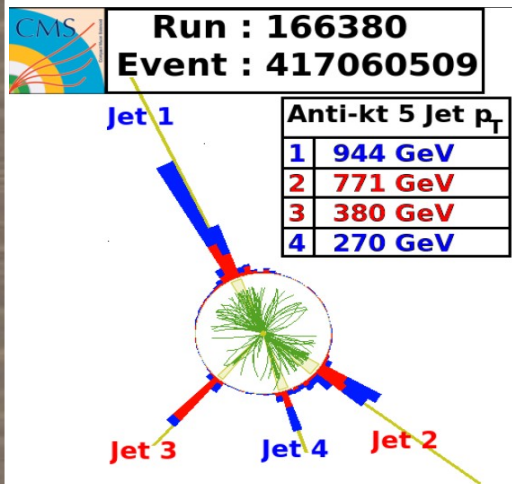 CMS
Run : 166380
Event : 417060509
Jet 1
Anti-kt 5 Jet pT
1 944 GeV
2 771 GeV
3 380 GeV
4 270 GeV
Jet 2
Jet 3
Jet 4